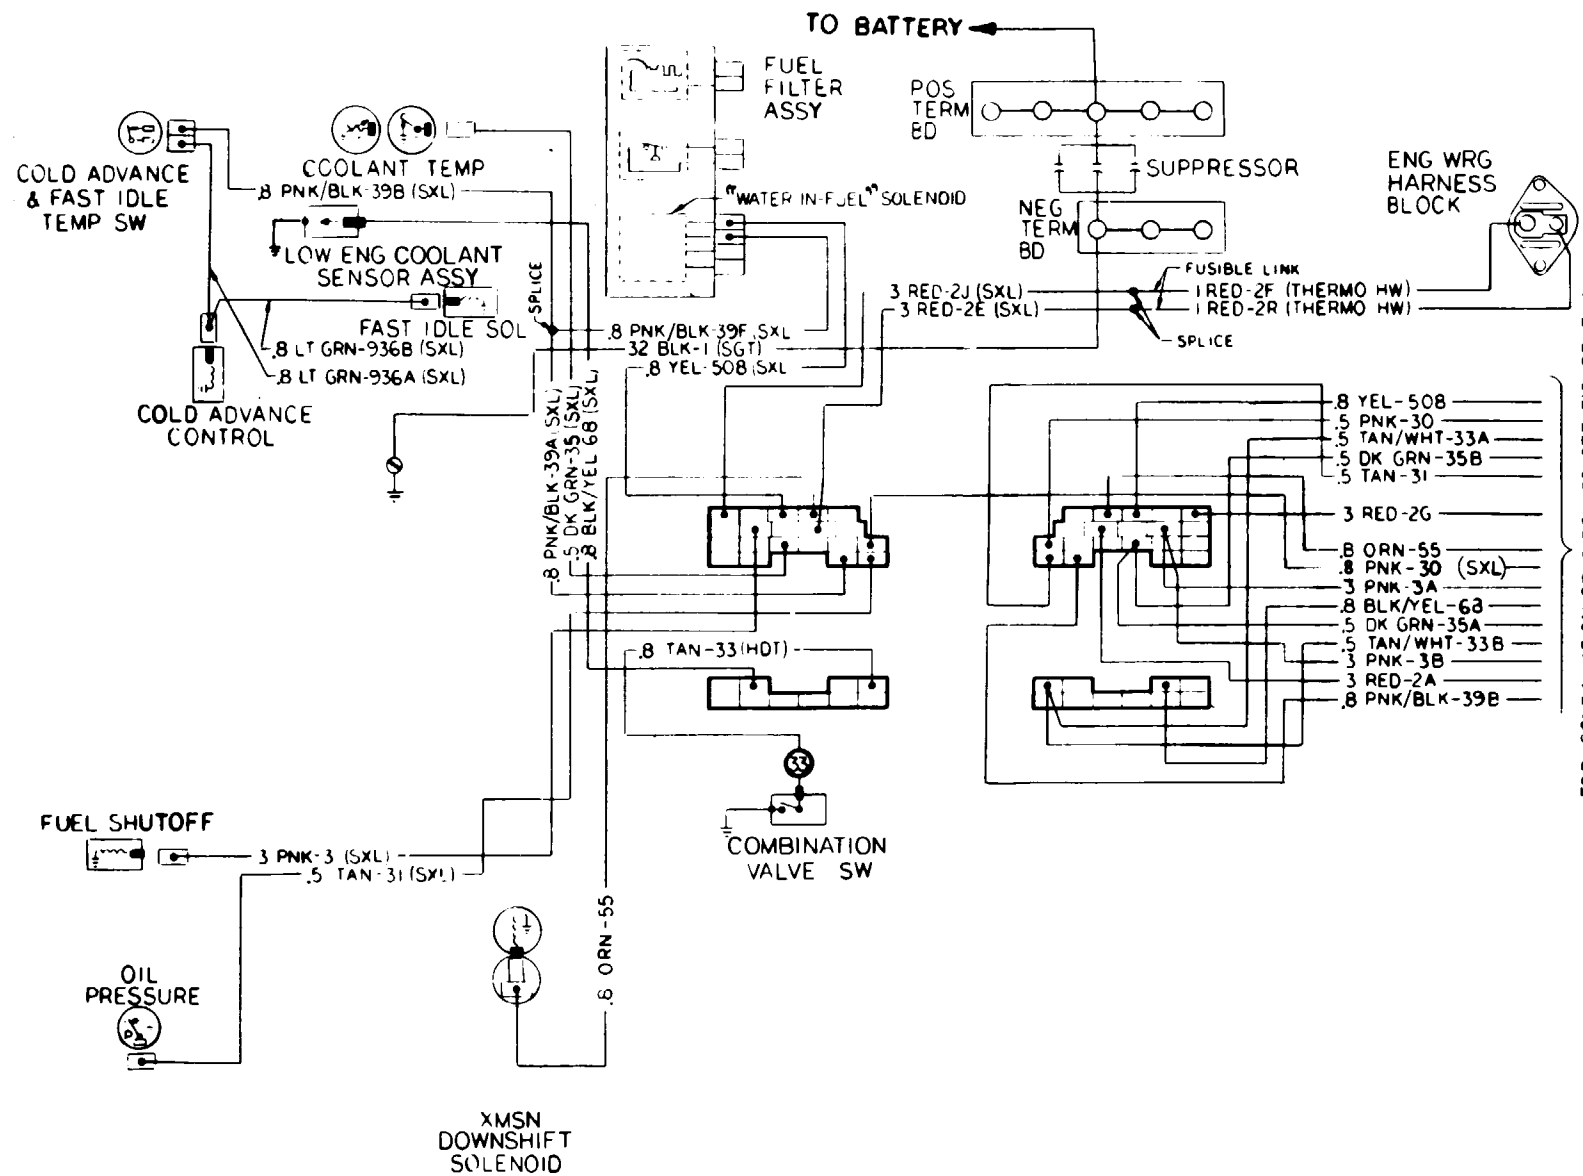 TO BATTERY
FUEL
FILTER
ASSY
POS
TERM
BD
SUPPRESSOR
ENG WRG
HARNESS
BLOCK
COLD ADVANCE
& FAST IDLE
TEMP SW
COOLANT TEMP
.8 PNK/BLK-39B (SXL)
"WATER IN-FUEL" SOLENOID
NEG
TERM
BD
LOW ENG COOLANT
SENSOR ASSY
SPLICE
FUSIBLE LINK
3 RED-2J (SXL)
1 RED-2F (THERMO HW)
3 RED-2E (SXL)
1 RED-2R (THERMO HW)
FAST IDLE SOL
.8 PNK/BLK-39F (SXL
SPLICE
.8 LT GRN-936B (SXL)
32 BLK-1 (SGT)
.8 YEL-508 (SXL
.8 LT GRN-936A (SXL)
COLD ADVANCE
CONTROL
.8 PNK/BLK-39A (SXL)
.5 DK GRN-35 (SXL)
.8 BLK/YEL 68 (SXL)
.8 YEL-508
.5 PNK-30
.5 TAN/WHT-33A
.5 DK GRN-35B
.5 TAN-31
3 RED-2G
.8 ORN-55
.8 PNK-30 (SXL)
3 PNK-3A
.8 BLK/YEL-68
.5 DK GRN-35A
.5 TAN/WHT-33B
3 PNK-3B
3 RED-2A
.8 PNK/BLK-39B
.8 TAN-33 (HDT)
33
COMBINATION
VALVE SW
FUEL SHUTOFF
3 PNK-3 (SXL)
.5 TAN-31 (SXL)
.8 ORN-55
OIL
PRESSURE
XMSN
DOWNSHIFT
SOLENOID